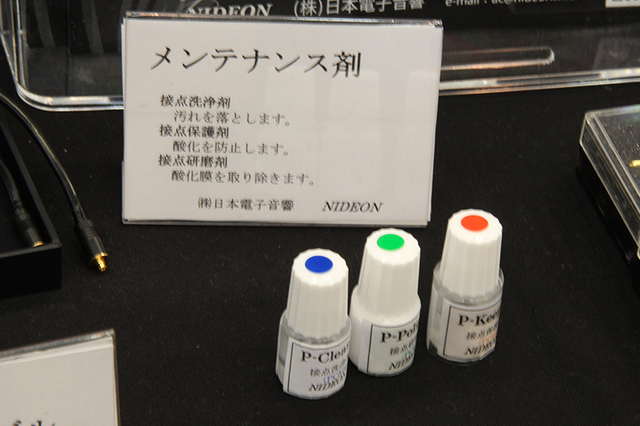 NIDEON (株)日本電子音響
メンテナンス剤
接点洗浄剤
汚れを落とします。
接点保護剤
酸化を防止します。
接点研磨剤
酸化膜を取り除きます。
㈱日本電子音響 NIDEON
NIDEON
NIDEON